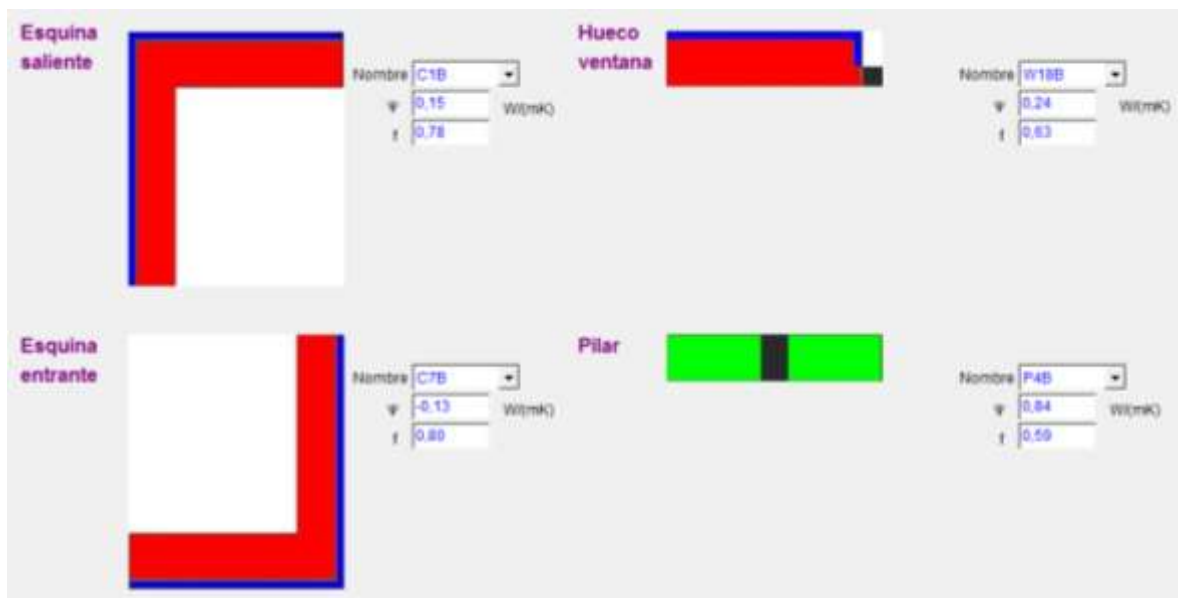 Esquina
saliente
Nombre C1B
Ψ 0,15 W/(mK)
f 0,78
Hueco
ventana
Nombre W18B
Ψ 0,24 W/(mK)
f 0,63
Esquina
entrante
Nombre C7B
Ψ -0,13 W/(mK)
f 0,80
Pilar
Nombre P4B
Ψ 0,84 W/(mK)
f 0,59